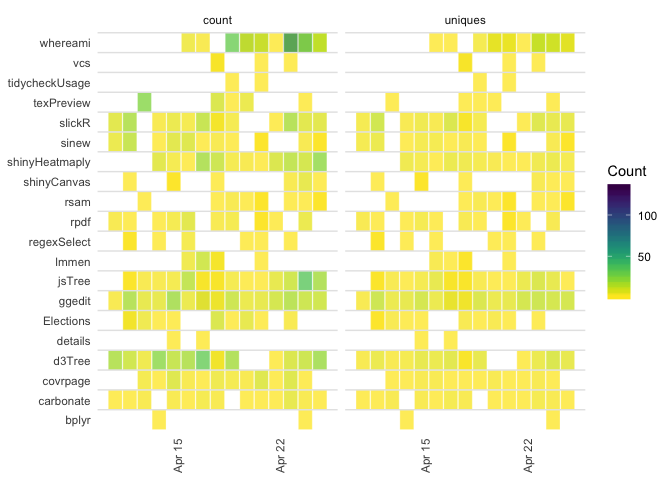 count
uniques
whereami
vcs
tidycheckUsage
texPreview
slickR
sinew
shinyHeatmaply
shinyCanvas
rsam
rpdf
regexSelect
lmmen
jsTree
ggedit
Elections
details
d3Tree
covrpage
carbonate
bplyr
Apr 15
Apr 22
Apr 15
Apr 22
Count
100
50